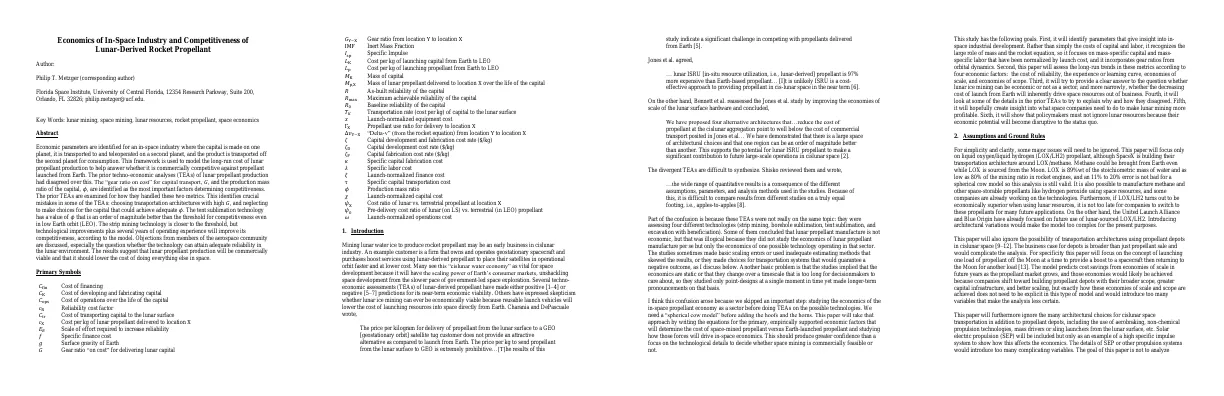 Economics of In-Space Industry and Competitiveness of
Lunar-Derived Rocket Propellant
Author:
Philip T. Metzger (corresponding author)
Florida Space Institute, University of Central Florida, 12354 Research Parkway, Suite 200,
Orlando, FL 32826, philip.metzger@ucf.edu.
Key Words: lunar mining, space mining, lunar resources, rocket propellant, space economics
Abstract
Economic parameters are identified for an in-space industry where the capital is made on one
planet, it is transported to and teleoperated on a second planet, and the product is transported off
the second planet for consumption. This framework is used to model the long-run cost of lunar
propellant production to help answer whether it is commercially competitive against propellant
launched from Earth. The prior techno-economic analyses (TEAs) of lunar propellant production
had disagreed over this. The "gear ratio on cost" for capital transport, G, and the production mass
ratio of the capital, ϕ, are identified as the most important factors determining competitiveness.
The prior TEAs are examined for how they handled these two metrics. This identifies crucial
mistakes in some of the TEAs: choosing transportation architectures with high G, and neglecting
to make choices for the capital that could achieve adequate ϕ. The tent sublimation technology
has a value of ϕ that is an order of magnitude better than the threshold for competitiveness even
in low Earth orbit (LEO). The strip mining technology is closer to the threshold, but
technological improvements plus several years of operating experience will improve its
competitiveness, according to the model. Objections from members of the aerospace community
are discussed, especially the question whether the technology can attain adequate reliability in
the lunar environment. The results suggest that lunar propellant production will be commercially
viable and that it should lower the cost of doing everything else in space.
Primary Symbols
Cost of financing
Cost of developing and fabricating capital
Cost of operations over the life of the capital
Reliability cost factor
Cost of transporting capital to the lunar surface
Cost per kg of lunar propellant delivered to location X
Scale of effort required to increase reliability
f Specific finance cost
g Surface gravity of Earth
G Gear ratio "on cost" for delivering lunar capital
Gear ratio from location Y to location X
IMF Inert Mass Fraction
Specific Impulse
Cost per kg of launching capital from Earth to LEO
Cost per kg of launching propellant to LEO
Mass of capital
Mass of lunar propellant delivered to location X over the life of the capital
R As-built reliability of the capital
Maximum achievable reliability of the capital
Baseline reliability of the capital
Transportation rate (cost per kg) of capital to the lunar surface
Launch-normalized equipment cost
Propellant use ratio for delivery to location X
"Delta-v" (from the rocket equation) from location Y to location X
Capital development and fabrication cost rate ($/kg)
Capital development cost rate ($/kg)
Capital fabrication cost rate ($/kg)
Specific capital fabrication cost
Specific labor cost
Launch-normalized finance cost
Specific capital transportation cost
Production mass ratio
Launch-normalized capital cost
Cost ratio of lunar vs. terrestrial propellant at location X
Pre-delivery cost ratio of lunar (on LS) vs. terrestrial (in LEO) propellant
Launch-normalized operations cost
1. Introduction
Mining lunar water ice to produce rocket propellant may be an early business in cislunar
industry. An example customer is a firm that owns and operates stationary spacecraft and
purchases boost services using lunar-derived propellant to place their satellites in operational
orbit faster and at lower cost. Many see this "cislunar water economy" as vital for space
development because it will have the scaling power of Earth's consumer markets, unshackling
space development from the slower pace of government-led space exploration. Several techno-
economic assessments (TEAs) of lunar-derived propellant have made either positive [1–4] or
negative [5–7] predictions for its near-term economic viability. Others have expressed skepticism
whether lunar ice can ever be economically viable because reusable launch vehicles will
lower the cost of launching resources into space directly from Earth. Charania and DePascuale
wrote,
The price per kilogram for delivery of propellant from the lunar surface to a GEO
[geostationary orbit] satellite tug customer does not provide an attractive
alternative as compared to launch from Earth. The price per kg to send propellant
from the lunar surface to GEO is extremely prohibitive…[T]he results of this
study indicate a significant challenge in competing with propellants delivered
from Earth [5].
Jones et al. agreed,
… lunar ISRU [in-situ resource utilization, i.e., lunar-derived] propellant is 97%
more expensive than Earth-based propellant… [I]t is unlikely ISRU is a cost-
effective approach to providing propellant in cis-lunar space in the near term [6].
On the other hand, Bennett et al. reassessed the Jones et al. study by improving the economies of
scale of the lunar surface hardware and concluded,
We have proposed four alternative architectures that…reduce the cost of
propellant at the cislunar aggregation point to well below the cost of commercial
transport posited in Jones et al… We have demonstrated that there is a large space
of architectural choices and that one region can be an order of magnitude better
than another. This supports the potential for lunar ISRU propellant to make a
significant contribution to future large-scale operations in cislunar space [2].
The divergent TEAs are difficult to synthesize. Shishko reviewed them and wrote,
…the wide range of quantitative results is a consequence of the different
assumptions, parameters, and analysis methods used in the studies. Because of
this, it is difficult to compare results from different studies on a truly equal
footing, i.e., apples-to-apples [8].
Part of the confusion is because these TEAs were not really on the same topic: they were
assessing four different technologies (strip mining, borehole sublimation, tent sublimation, and
excavation with beneficiation). Some of them concluded that lunar propellant manufacture is not
economic, but that was illogical because they did not study the economics of lunar propellant
manufacture per se but only the economics of one possible technology operating in that sector.
The studies sometimes made basic scaling errors or used inadequate estimating methods that
skewed the results, or they made choices for transportation systems that would guarantee a
negative outcome, as I discuss below. Another basic problem is that the studies implied that the
economics are static or that they change over a timescale that is too long for decisionmakers to
care about, so they studied only point-designs at a single moment in time yet made longer-term
pronouncements on that basis.
I think this confusion arose because we skipped an important step: studying the economics of the
in-space propellant economy as a sector before doing TEAs on the possible technologies. We
need a "spherical cow model" before adding the hoofs and the horns. This paper will take that
approach by writing the equations for the primary, empirically supported economic factors that
will determine the cost of space-mined propellant versus Earth-launched propellant and studying
how those forces will drive in-space economics. This should produce greater confidence than a
focus on the technological details to decide whether space mining is commercially feasible or
not.
This study has the following goals. First, it will identify parameters that give insight into in-
space industrial development. Rather than simply the costs of capital and labor, it recognizes the
large role of mass and the rocket equation, so it focuses on mass-specific capital and mass-
specific labor that have been normalized by launch cost, and it incorporates gear ratios from
orbital dynamics. Second, this paper will assess the long-run trends in these metrics according to
four economic factors: the cost of reliability, the experience or learning curve, economies of
scale, and economies of scope. Third, it will try to provide a clear answer to the question whether
lunar ice mining can be economic or not as a sector; and more narrowly, whether the decreasing
cost of launch from Earth will inherently drive space resources out of business. Fourth, it will
look at some of the details in the prior TEAs to try to explain why and how they disagreed. Fifth,
it will hopefully create insight into what space companies need to do to make lunar mining more
profitable. Sixth, it will show that policymakers must not ignore lunar resources because their
economic potential will become disruptive to the status quo.
2. Assumptions and Ground Rules
For simplicity and clarity, some major issues will need to be ignored. This paper will focus only
on liquid oxygen/liquid hydrogen (LOX/LH2) propellant, although SpaceX is building their
transportation architecture around LOX/methane. Methane could be brought from Earth even
while LOX is sourced from the Moon. LOX is 89%wt of the stoichiometric mass of water and as
low as 80% of the mixing ratio in rocket engines, and an 11% to 20% error is not bad for a
spherical cow model so this analysis is still valid. It is also possible to manufacture methane and
other space-storable propellants like hydrogen peroxide using space resources, and some
companies are already working on the technologies. Furthermore, if LOX/LH2 turns out to be
economically superior when using lunar resources, it is not too late for companies to switch to
these propellants for many future applications. On the other hand, the United Launch Alliance
and Blue Origin have already focused on future use of lunar-sourced LOX/LH2. Introducing
architectural variations would make the model too complex for the present purposes.
This paper will also ignore the possibility of transportation architectures using propellant depots
in cislunar space [9–12]. The business case for depots is broader than just propellant sale and
would complicate the analysis. For specificity this paper will focus on the concept of launching
one load of propellant off the Moon at a time to provide a boost to a spacecraft then returning to
the Moon for another load [13]. The model predicts cost savings from economies of scale in
future years as the propellant market grows, and those economies would likely be achieved
because companies shift toward building propellant depots with their broader scope, greater
capital infrastructure, and better scaling, but exactly how these economies of scale and scope are
achieved does not need to be explicit in this type of model and would introduce too many
variables that make the analysis less certain.
This paper will furthermore ignore the many architectural choices for cislunar space
transportation in addition to propellant depots, including the use of aerobraking, non-chemical
propulsion technologies, mass drivers or sling launchers from the lunar surface, etc. Solar
electric propulsion (SEP) will be included but only as an example of a high specific impulse
system to show how this affects the economics. The details of SEP or other propulsion systems
would introduce too many complicating variables. The goal of this paper is not to analyze